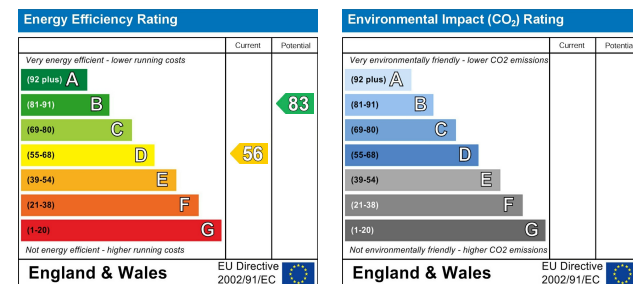 Energy Efficiency Rating
Current Potential
Very energy efficient - lower running costs
(92 plus) A
(81-91) B
83
(69-80) C
(55-68) D
56
(39-54) E
(21-38) F
(1-20) G
Not energy efficient - higher running costs
England & Wales
EU Directive
2002/91/EC
Environmental Impact (CO2) Rating
Current Potential
Very environmentally friendly - lower CO2 emissions
(92 plus) A
(81-91) B
(69-80) C
(55-68) D
(39-54) E
(21-38) F
(1-20) G
Not environmentally friendly - higher CO2 emissions
England & Wales
EU Directive
2002/91/EC